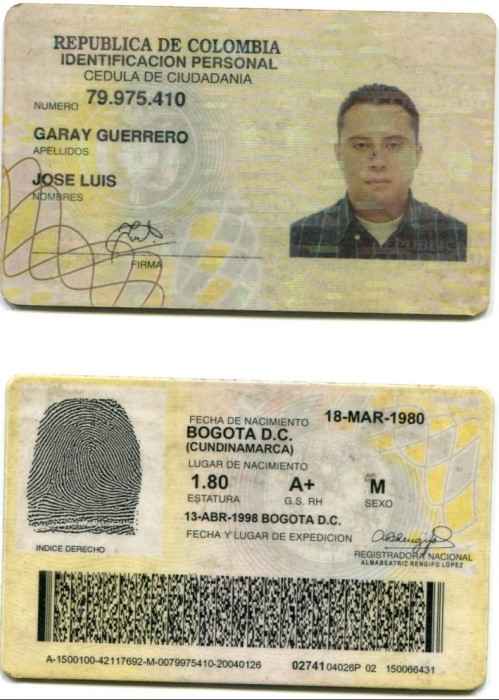 REPUBLICA DE COLOMBIA
IDENTIFICACION PERSONAL
CEDULA DE CIUDADANIA
NUMERO 79.975.410
GARAY GUERRERO
APELLIDOS
JOSE LUIS
NOMBRES
FIRMA
REPUBLIC
FECHA DE NACIMIENTO 18-MAR-1980
BOGOTA D.C.
(CUNDINAMARCA)
LUGAR DE NACIMIENTO
1.80 A+ M
ESTATURA G.S. RH SEXO
13-ABR-1998 BOGOTA D.C.
FECHA Y LUGAR DE EXPEDICION
INDICE DERECHO
REGISTRADORA NACIONAL
ALMABEATRIZ RENGIFO LOPEZ
A-1500100-42117692-M-0079975410-20040126 02741 04026P 02 150066431